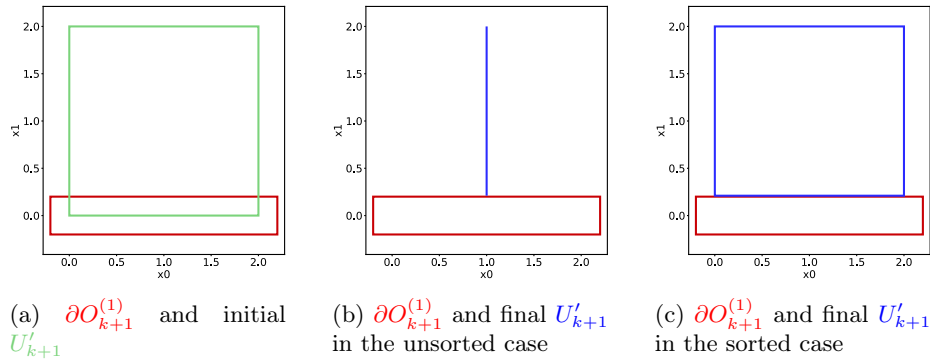 2.0
1.5
1.0
0.5
0.0
x1
0.0 0.5 1.0 1.5 2.0
x0
2.0
1.5
1.0
0.5
0.0
x1
0.0 0.5 1.0 1.5 2.0
x0
2.0
1.5
1.0
0.5
0.0
x1
0.0 0.5 1.0 1.5 2.0
x0
(a) ∂O_{k+1}^{(1)} and initial
U'_{k+1}
(b) ∂O_{k+1}^{(1)} and final U'_{k+1}
in the unsorted case
(c) ∂O_{k+1}^{(1)} and final U'_{k+1}
in the sorted case